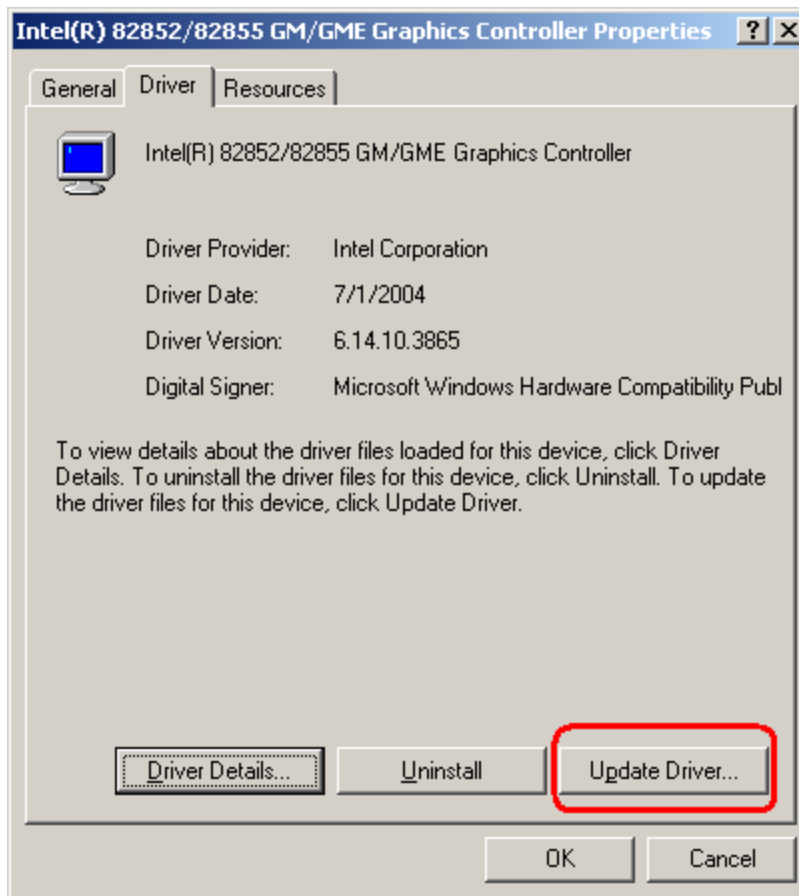 Intel(R) 82852/82855 GM/GME Graphics Controller Properties
General Driver Resources
Intel(R) 82852/82855 GM/GME Graphics Controller
Driver Provider: Intel Corporation
Driver Date: 7/1/2004
Driver Version: 6.14.10.3865
Digital Signer: Microsoft Windows Hardware Compatibility Publ
To view details about the driver files loaded for this device, click Driver
Details. To uninstall the driver files for this device, click Uninstall. To update
the driver files for this device, click Update Driver.
Driver Details... Uninstall Update Driver...
OK Cancel